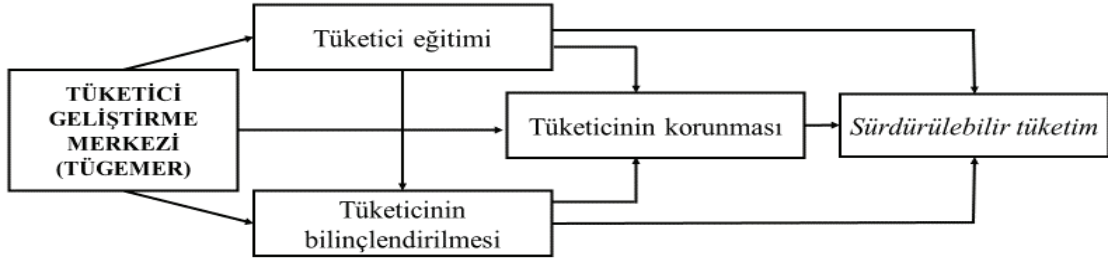 Tüketici eğitimi
TÜKETİCİ
GELİŞTİRME
MERKEZİ
(TÜGEMER)
Tüketicinin korunması
Sürdürülebilir tüketim
Tüketicinin
bilinçlendirilmesi